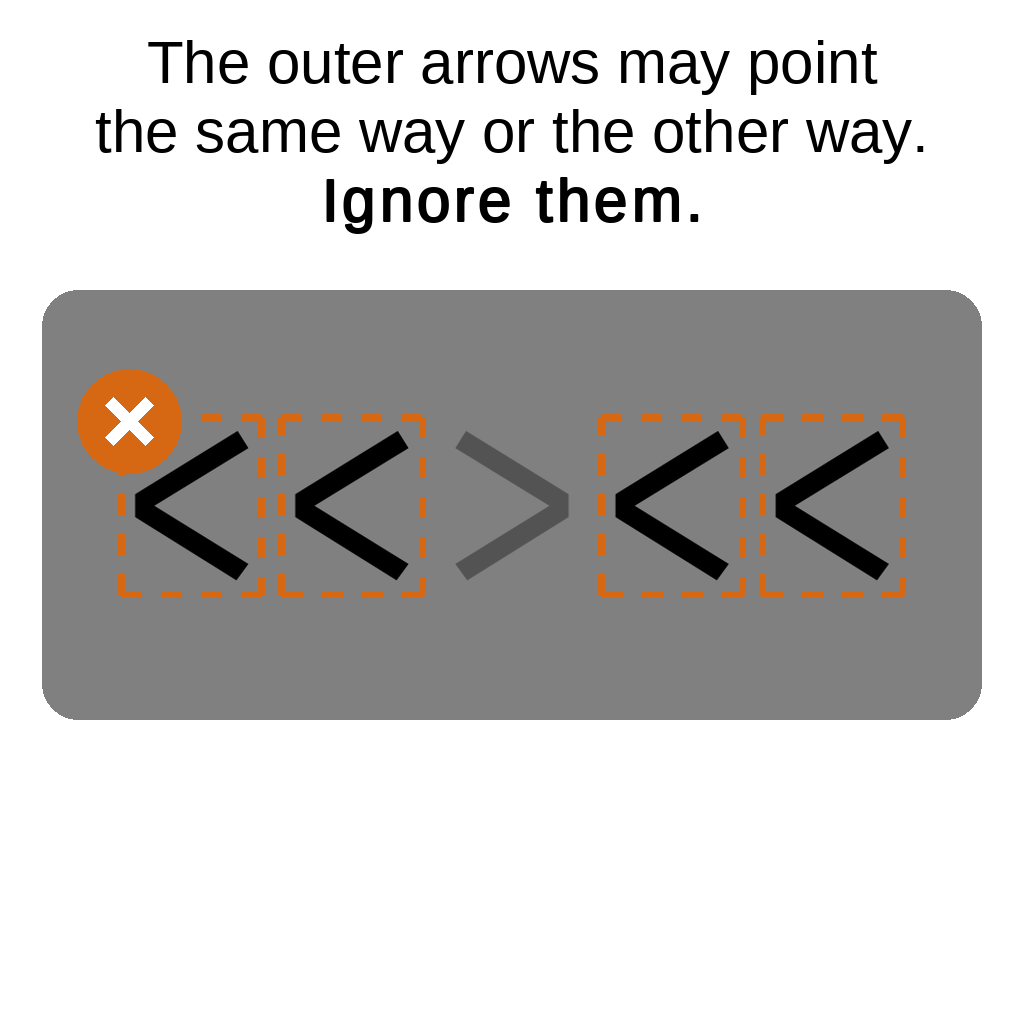 The outer arrows may point
the same way or the other way.
Ignore them.